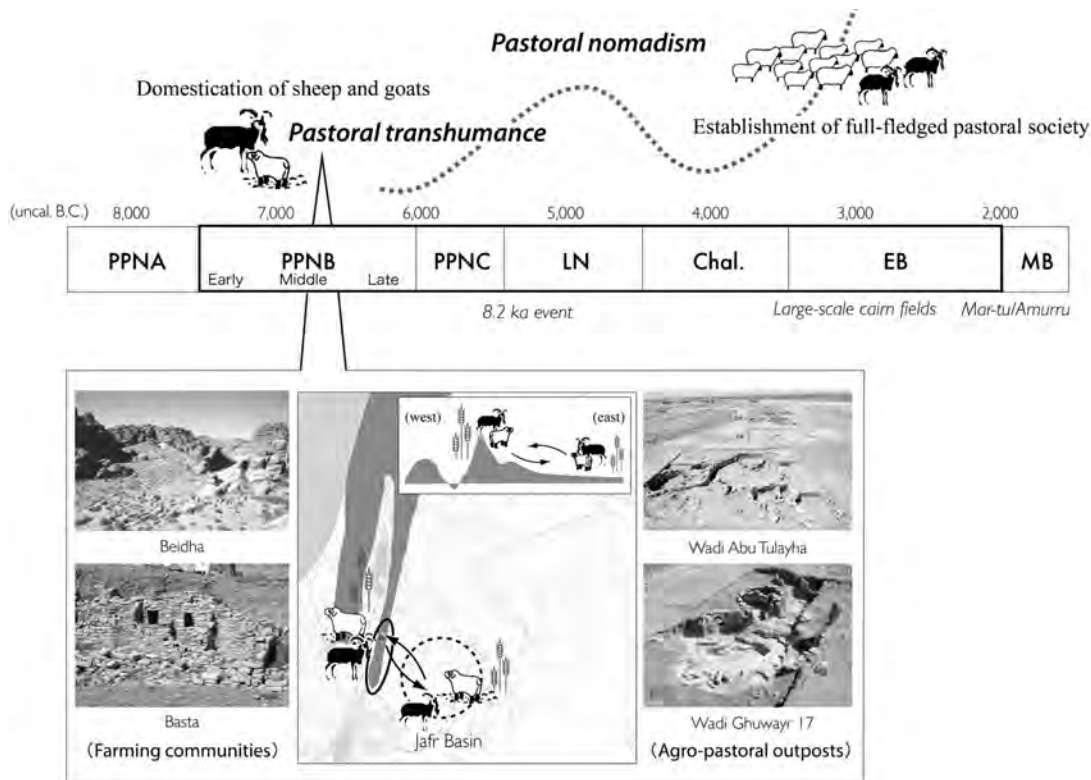 Pastoral nomadism
Domestication of sheep and goats
Pastoral transhumance
Establishment of full-fledged pastoral society
(uncal. B.C.) 8,000 7,000 6,000 5,000 4,000 3,000 2,000
PPNA PPNB PPNC LN Chal. EB MB
Early Middle Late
8.2 ka event Large-scale cairn fields Mar-tu/Amurru
(west) (east)
Beidha
Wadi Abu Tulayha
Basta
Jafr Basin
Wadi Ghuwayr 17
(Farming communities)
(Agro-pastoral outposts)